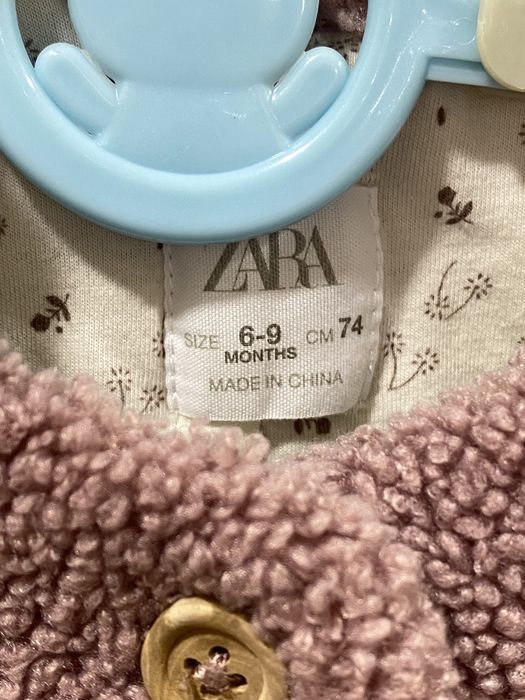 ZARA
SIZE 6-9 CM 74
MONTHS
MADE IN CHINA